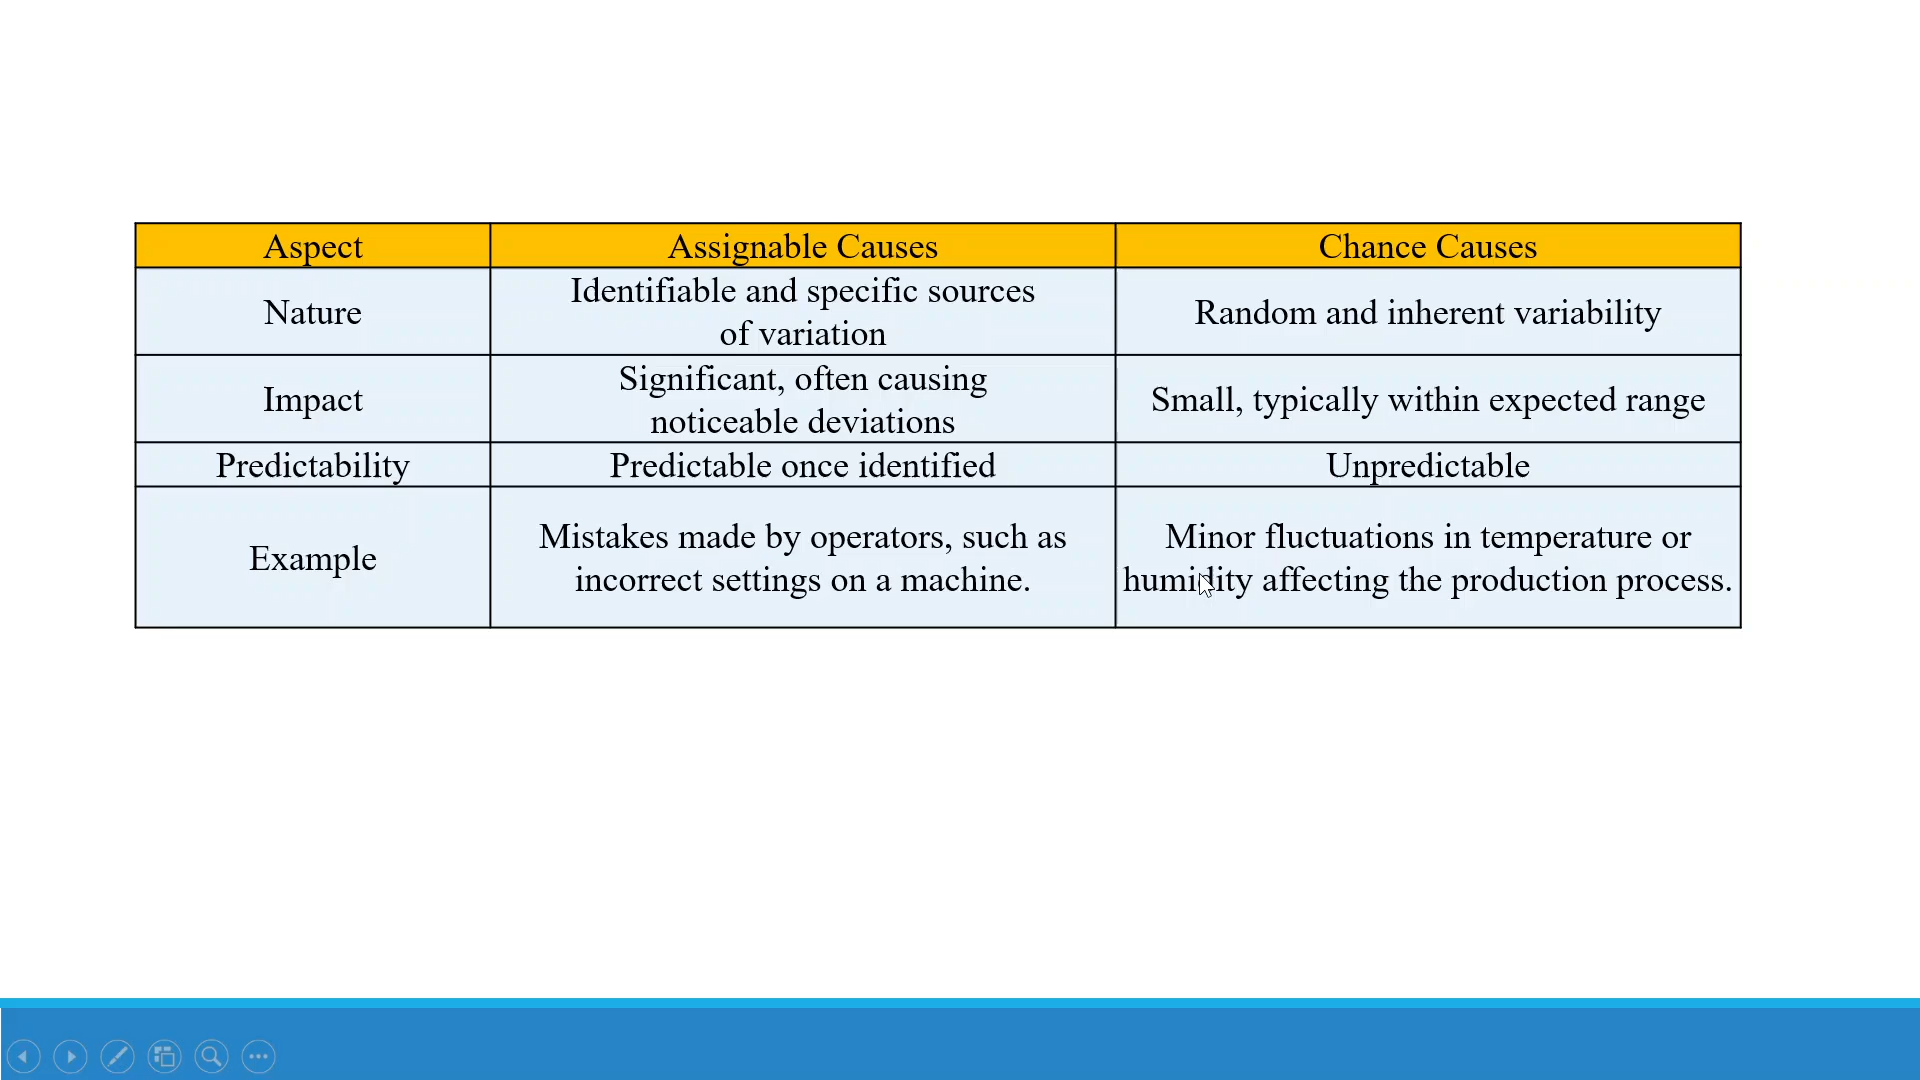 Aspect
Assignable Causes
Chance Causes
Nature
Identifiable and specific sources
of variation
Random and inherent variability
Impact
Significant, often causing
noticeable deviations
Small, typically within expected range
Predictability
Predictable once identified
Unpredictable
Example
Mistakes made by operators, such as
incorrect settings on a machine.
Minor fluctuations in temperature or
humidity affecting the production process.